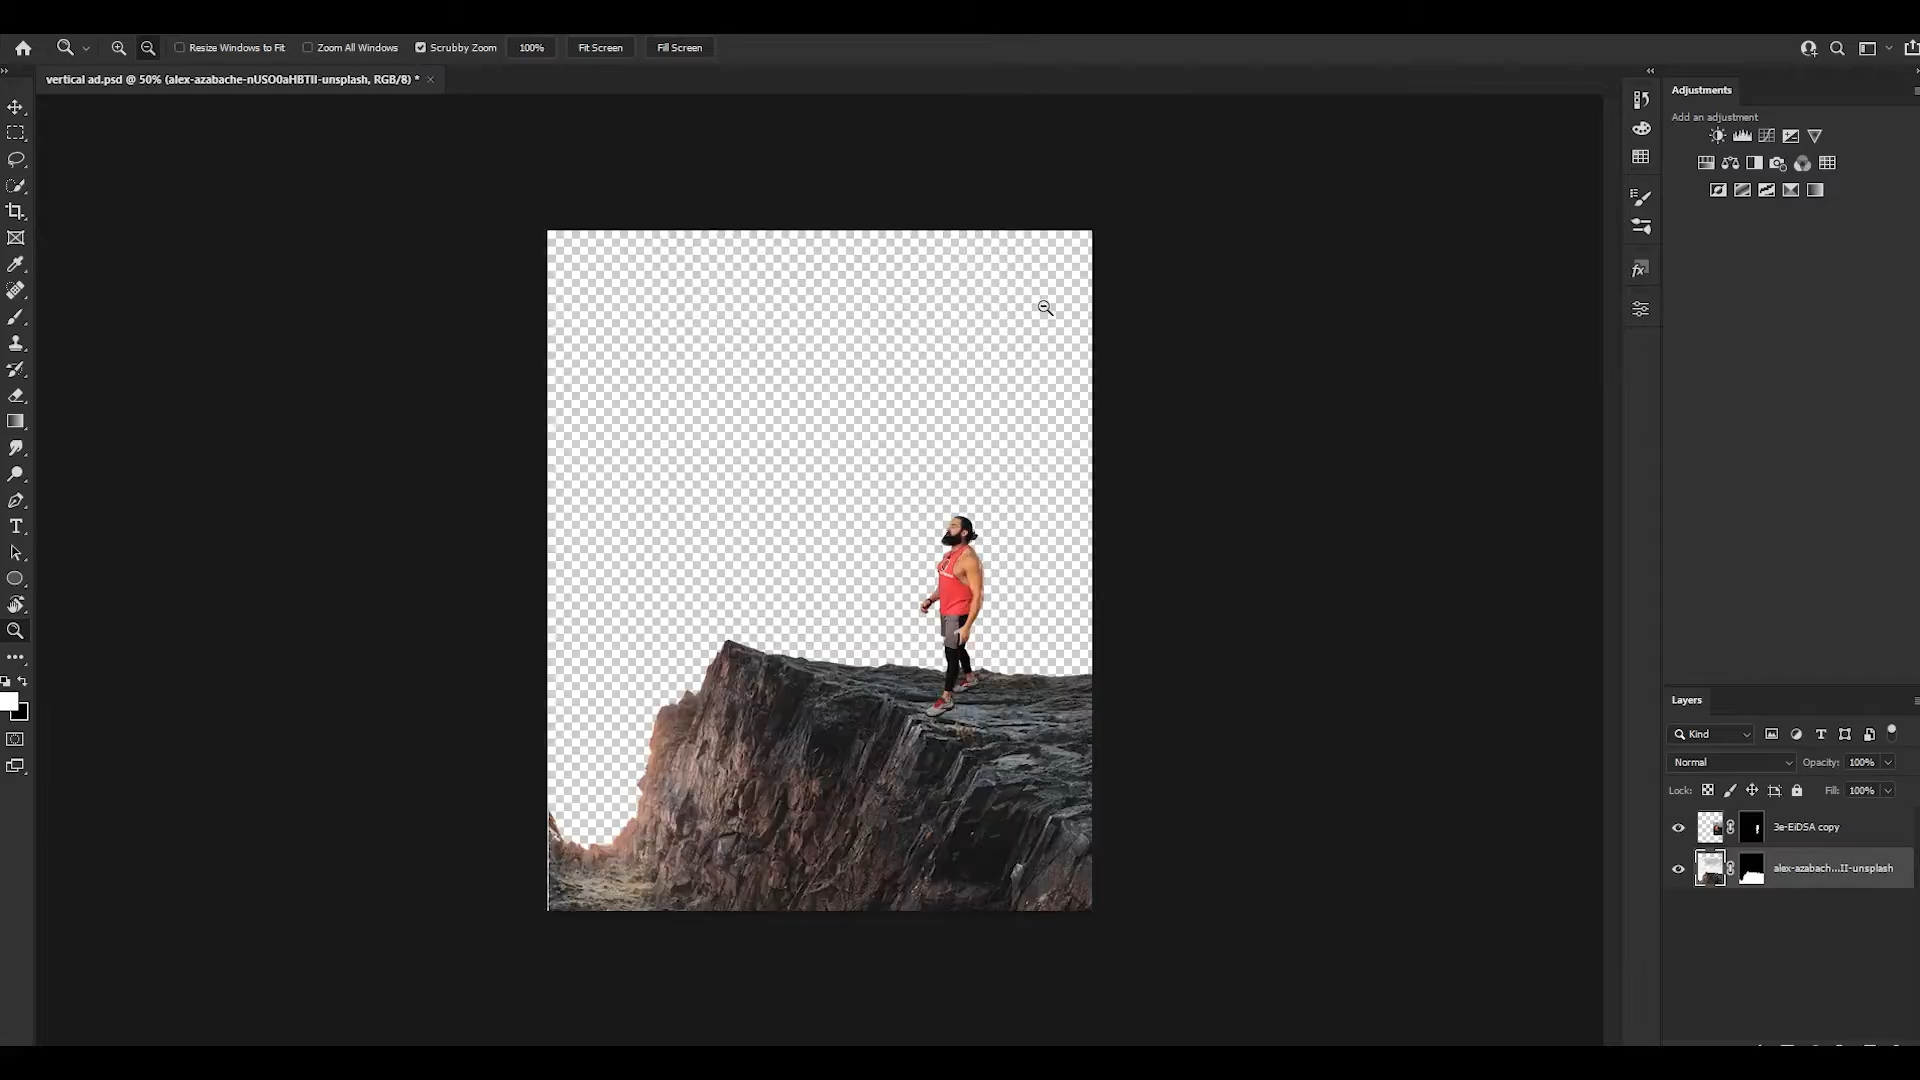 Resize Windows to Fit
Zoom All Windows
Scrubby Zoom
100%
Fit Screen
Fill Screen
vertical ad.psd @ 50% (alex-azabache-nUSO0aHBTII-unsplash, RGB/8) *
Adjustments
Add an adjustment
Layers
Kind
Normal
Opacity: 100%
Lock:
Fill: 100%
3e-EiDSA copy
alex-azabach...II-unsplash